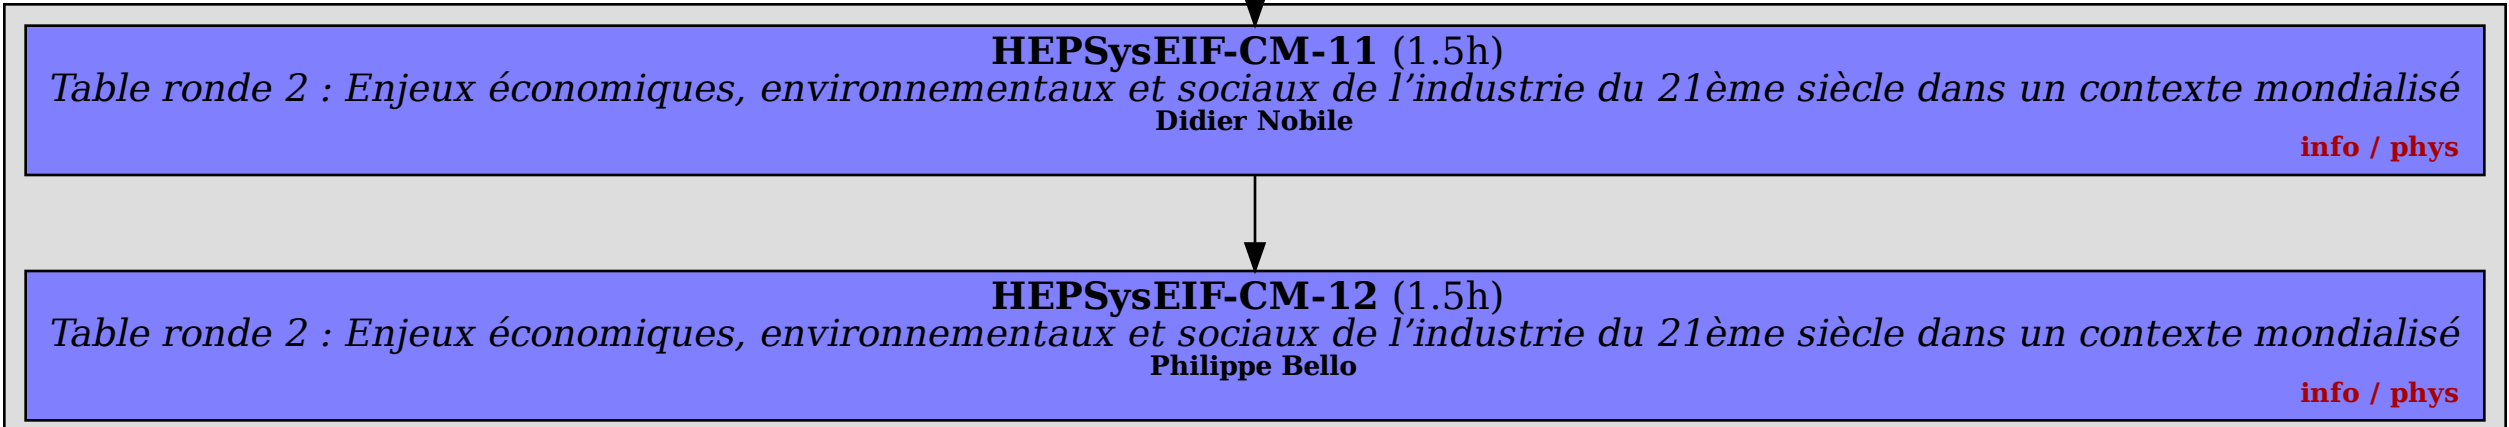 HEPSysEIF-CM-11 (1.5h)
Table ronde 2 : Enjeux économiques, environnementaux et sociaux de l’industrie du 21ème siècle dans un contexte mondialisé
Didier Nobile
info / phys
HEPSysEIF-CM-12 (1.5h)
Table ronde 2 : Enjeux économiques, environnementaux et sociaux de l’industrie du 21ème siècle dans un contexte mondialisé
Philippe Bello
info / phys